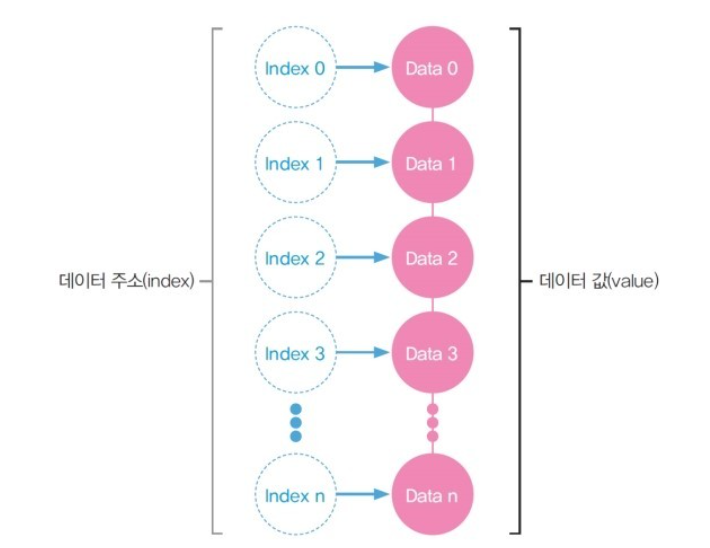 Index 0 Data 0
Index 1 Data 1
Index 2 Data 2
데이터 주소(index) 데이터 값(value)
Index 3 Data 3
Index n Data n